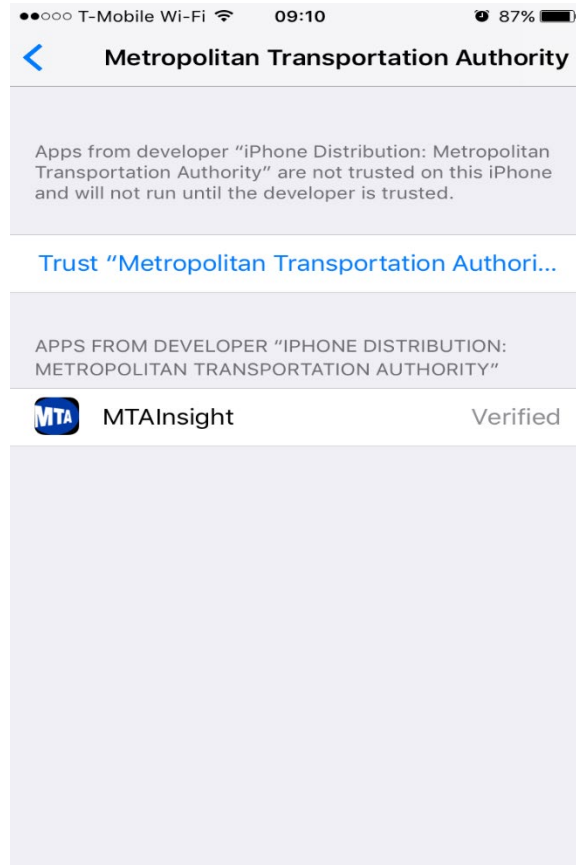 T-Mobile Wi-Fi 09:10 87%
Metropolitan Transportation Authority
Apps from developer “iPhone Distribution: Metropolitan
Transportation Authority” are not trusted on this iPhone
and will not run until the developer is trusted.
Trust “Metropolitan Transportation Authori...
APPS FROM DEVELOPER “IPHONE DISTRIBUTION:
METROPOLITAN TRANSPORTATION AUTHORITY”
MTA MTAInsight Verified